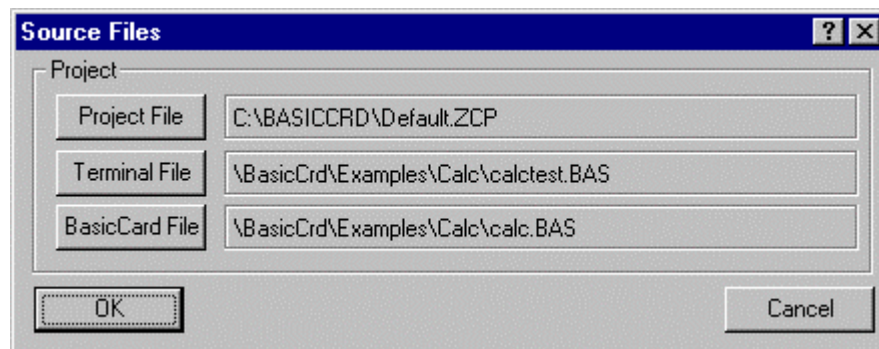 Source Files
Project
Project File C:\BASICCRD\Default.ZCP
Terminal File \BasicCrd\Examples\Calc\calctest.BAS
BasicCard File \BasicCrd\Examples\Calc\calc.BAS
OK Cancel